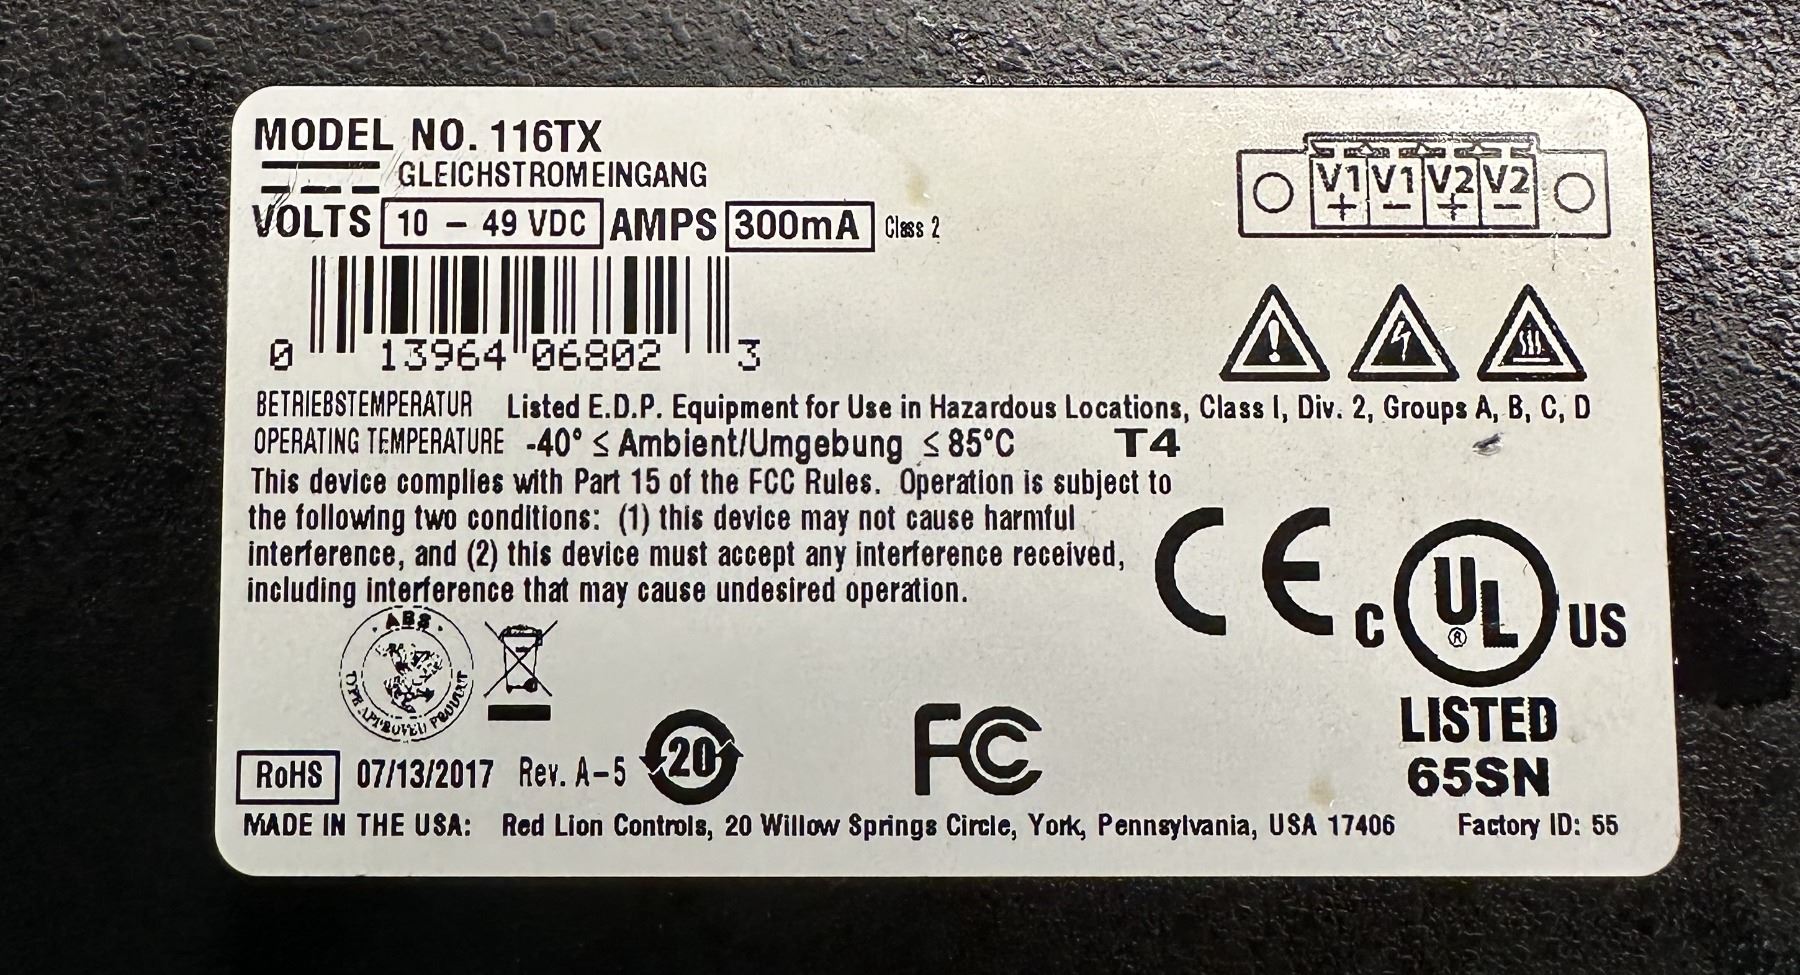 MODEL NO. 116TX
GLEICHSTROMEINGANG
VOLTS 10 – 49 VDC AMPS 300mA Class 2
V1 V1 V2 V2
+ – + –
0 13964 06802 3
BETRIEBSTEMPERATUR Listed E.D.P. Equipment for Use in Hazardous Locations, Class I, Div. 2, Groups A, B, C, D
OPERATING TEMPERATURE -40° ≤ Ambient/Umgebung ≤ 85°C T4
This device complies with Part 15 of the FCC Rules. Operation is subject to
the following two conditions: (1) this device may not cause harmful
interference, and (2) this device must accept any interference received,
including interference that may cause undesired operation.
CE
C UL ® US
LISTED
65SN
ABS
TYPE APPROVED PRODUCT
RoHS 07/13/2017 Rev. A-5 20 FC
MADE IN THE USA: Red Lion Controls, 20 Willow Springs Circle, York, Pennsylvania, USA 17406 Factory ID: 55